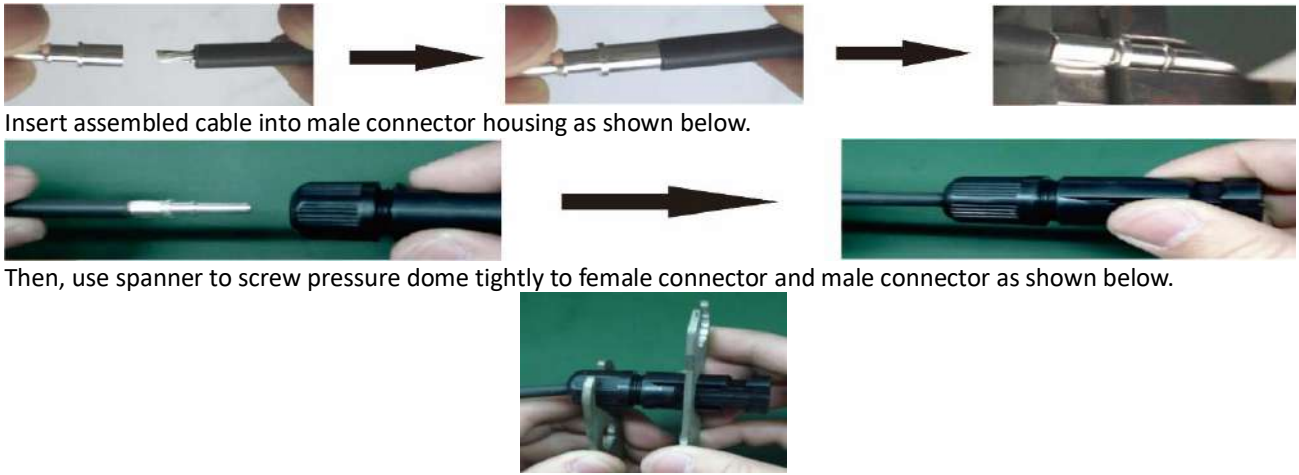 Insert assembled cable into male connector housing as shown below.
Then, use spanner to screw pressure dome tightly to female connector and male connector as shown below.